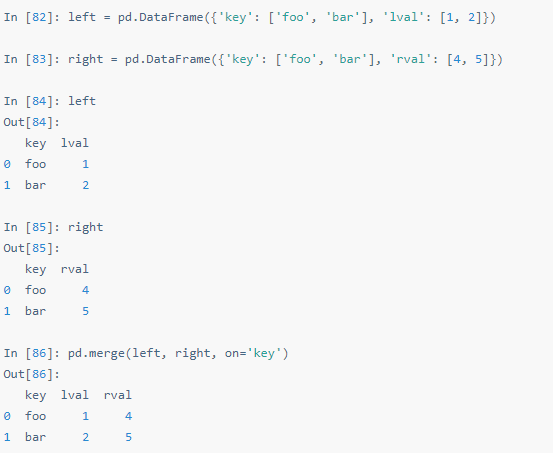 In [82]: left = pd.DataFrame({'key': ['foo', 'bar'], 'lval': [1, 2]})
In [83]: right = pd.DataFrame({'key': ['foo', 'bar'], 'rval': [4, 5]})
In [84]: left
Out[84]:
key lval
0 foo 1
1 bar 2
In [85]: right
Out[85]:
key rval
0 foo 4
1 bar 5
In [86]: pd.merge(left, right, on='key')
Out[86]:
key lval rval
0 foo 1 4
1 bar 2 5